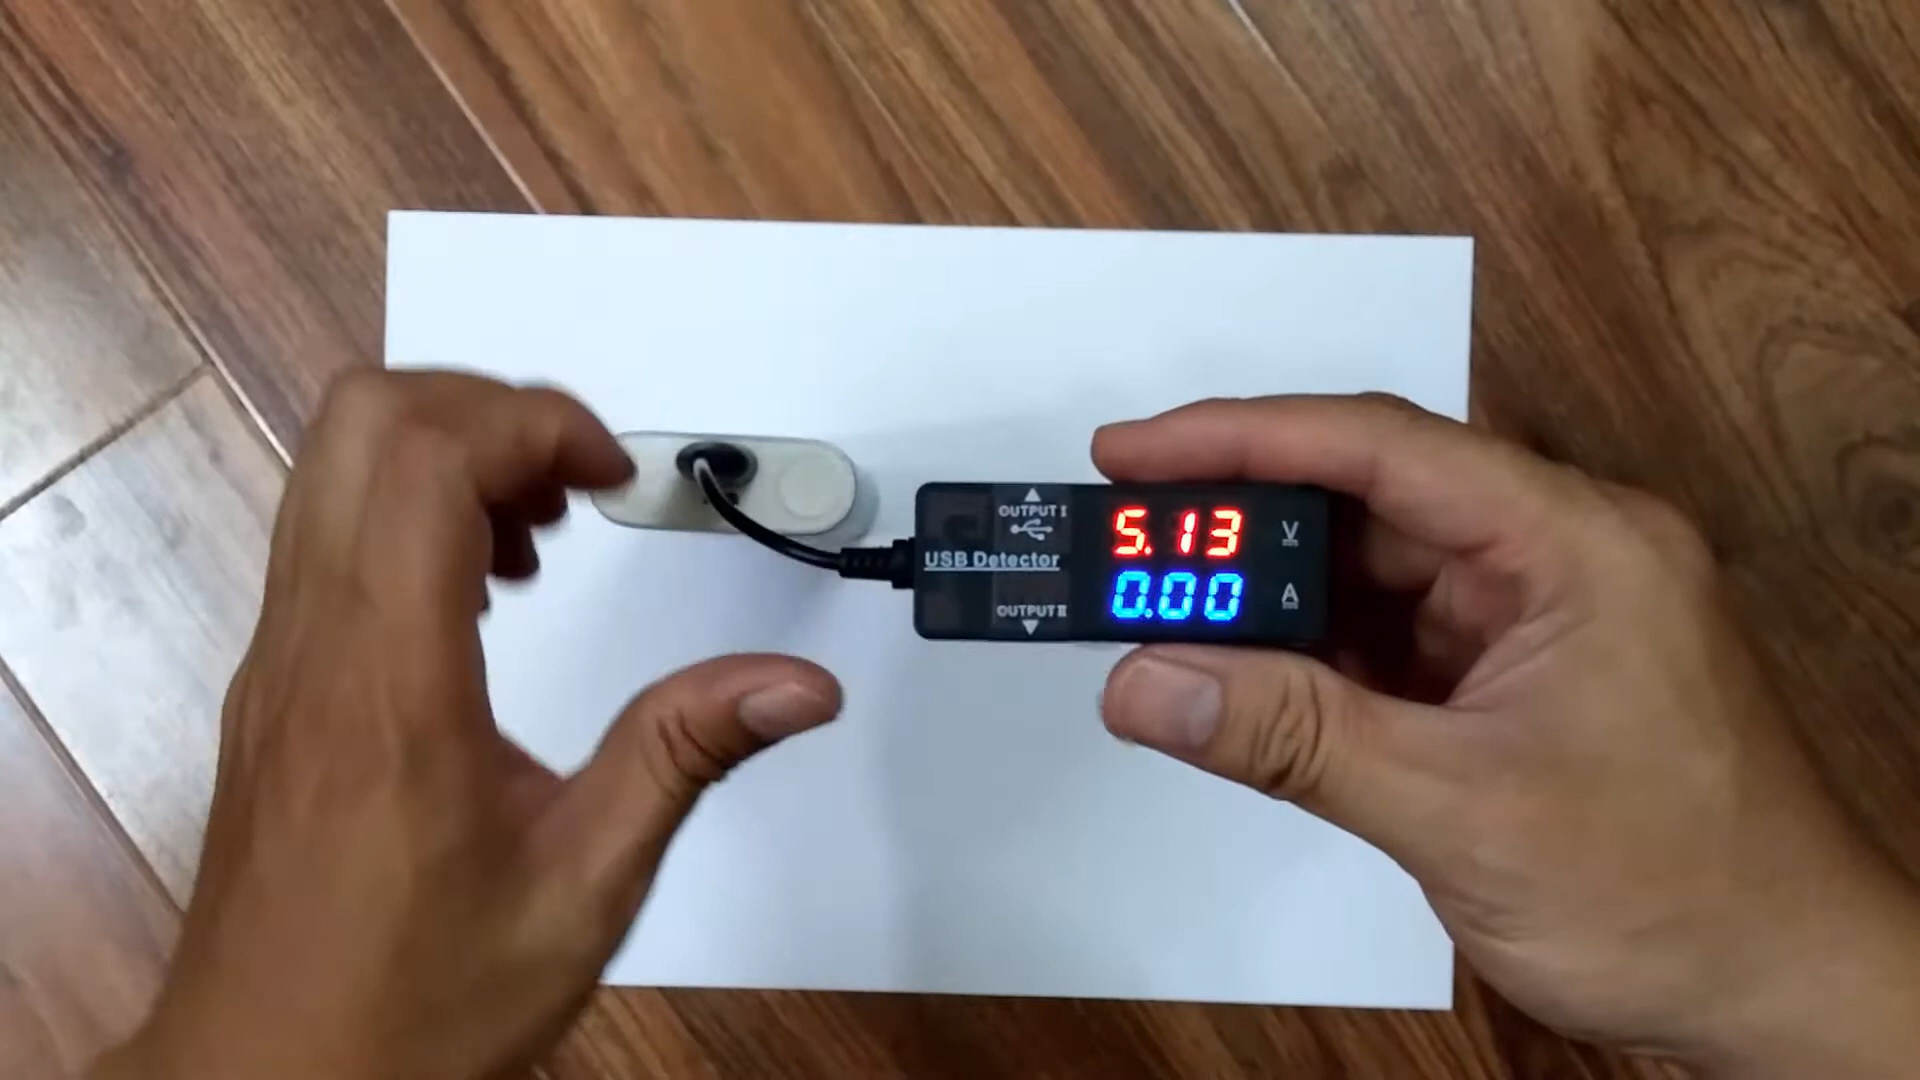 OUTPUT I
USB Detector
OUTPUT II
5.13 V
0.00 A